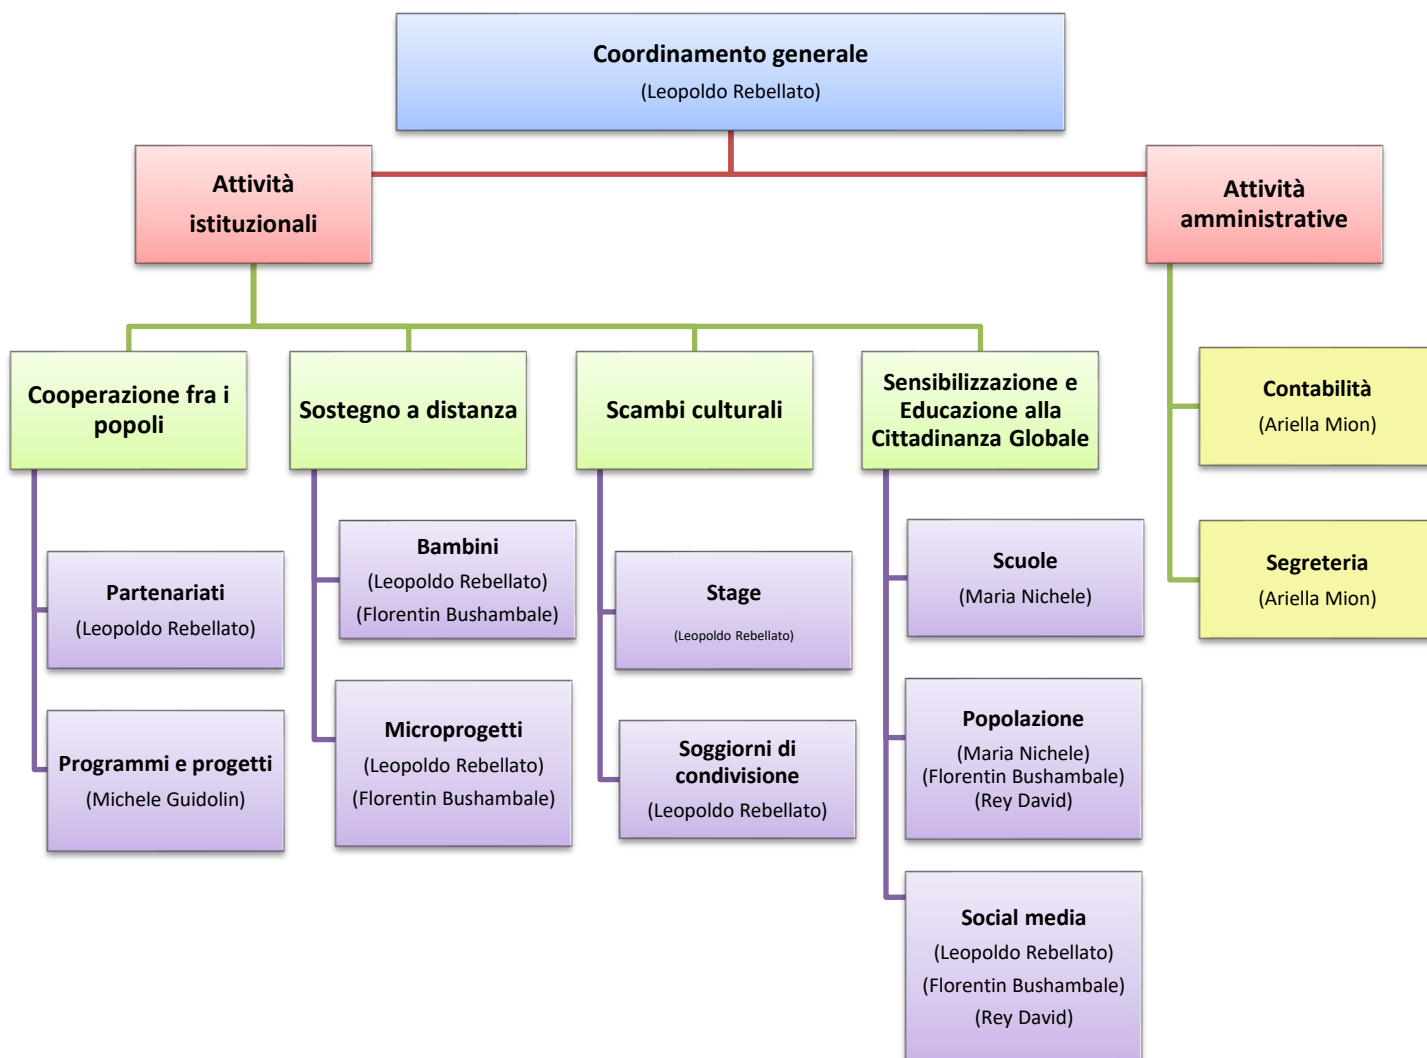 Coordinamento generale
(Leopoldo Rebellato)
Attività
istituzionali
Attività
amministrative
Cooperazione fra i
popoli
Sostegno a distanza
Scambi culturali
Sensibilizzazione e
Educazione alla
Cittadinanza Globale
Contabilità
(Ariella Mion)
Segreteria
(Ariella Mion)
Partenariati
(Leopoldo Rebellato)
Programmi e progetti
(Michele Guidolin)
Bambini
(Leopoldo Rebellato)
(Florentin Bushambale)
Microprogetti
(Leopoldo Rebellato)
(Florentin Bushambale)
Stage
(Leopoldo Rebellato)
Soggiorni di
condivisione
(Leopoldo Rebellato)
Scuole
(Maria Nichele)
Popolazione
(Maria Nichele)
(Florentin Bushambale)
(Rey David)
Social media
(Leopoldo Rebellato)
(Florentin Bushambale)
(Rey David)